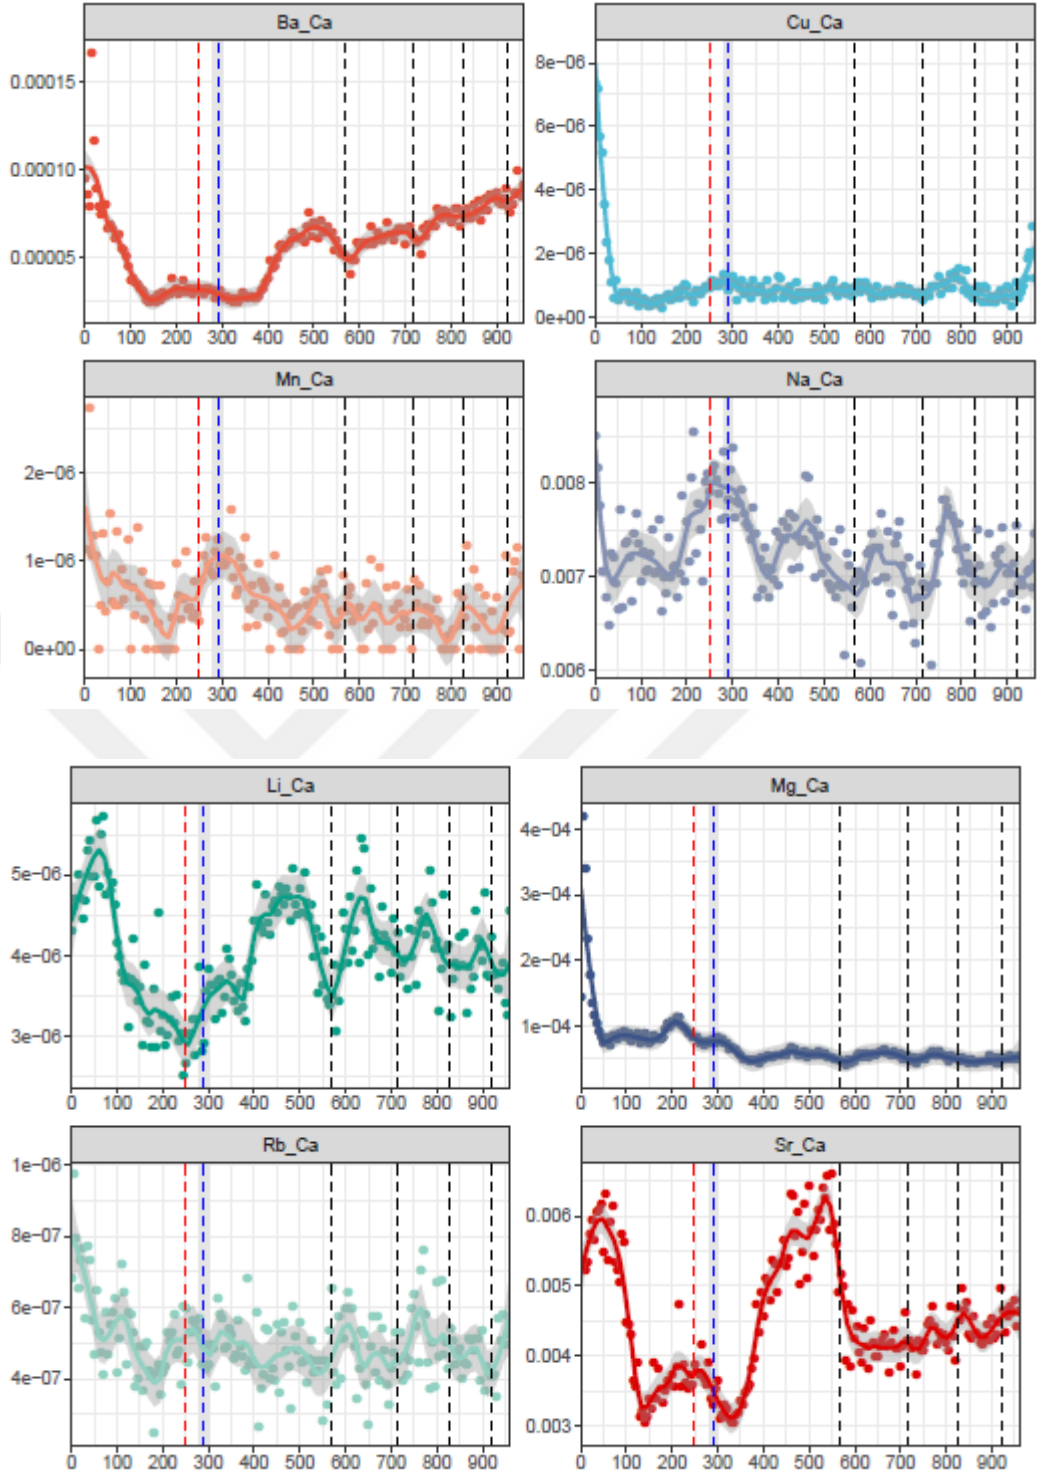 Ba_Ca Cu_Ca
0.00015
0.00010
0.00005
0 100 200 300 400 500 600 700 800 900
8e−06
6e−06
4e−06
2e−06
0e+00
0 100 200 300 400 500 600 700 800 900
Mn_Ca Na_Ca
2e−06
1e−06
0e+00
0 100 200 300 400 500 600 700 800 900
0.008
0.007
0.006
0 100 200 300 400 500 600 700 800 900
Li_Ca Mg_Ca
5e−06
4e−06
3e−06
0 100 200 300 400 500 600 700 800 900
4e−04
3e−04
2e−04
1e−04
0 100 200 300 400 500 600 700 800 900
Rb_Ca Sr_Ca
1e−06
8e−07
6e−07
4e−07
0 100 200 300 400 500 600 700 800 900
0.006
0.005
0.004
0.003
0 100 200 300 400 500 600 700 800 900